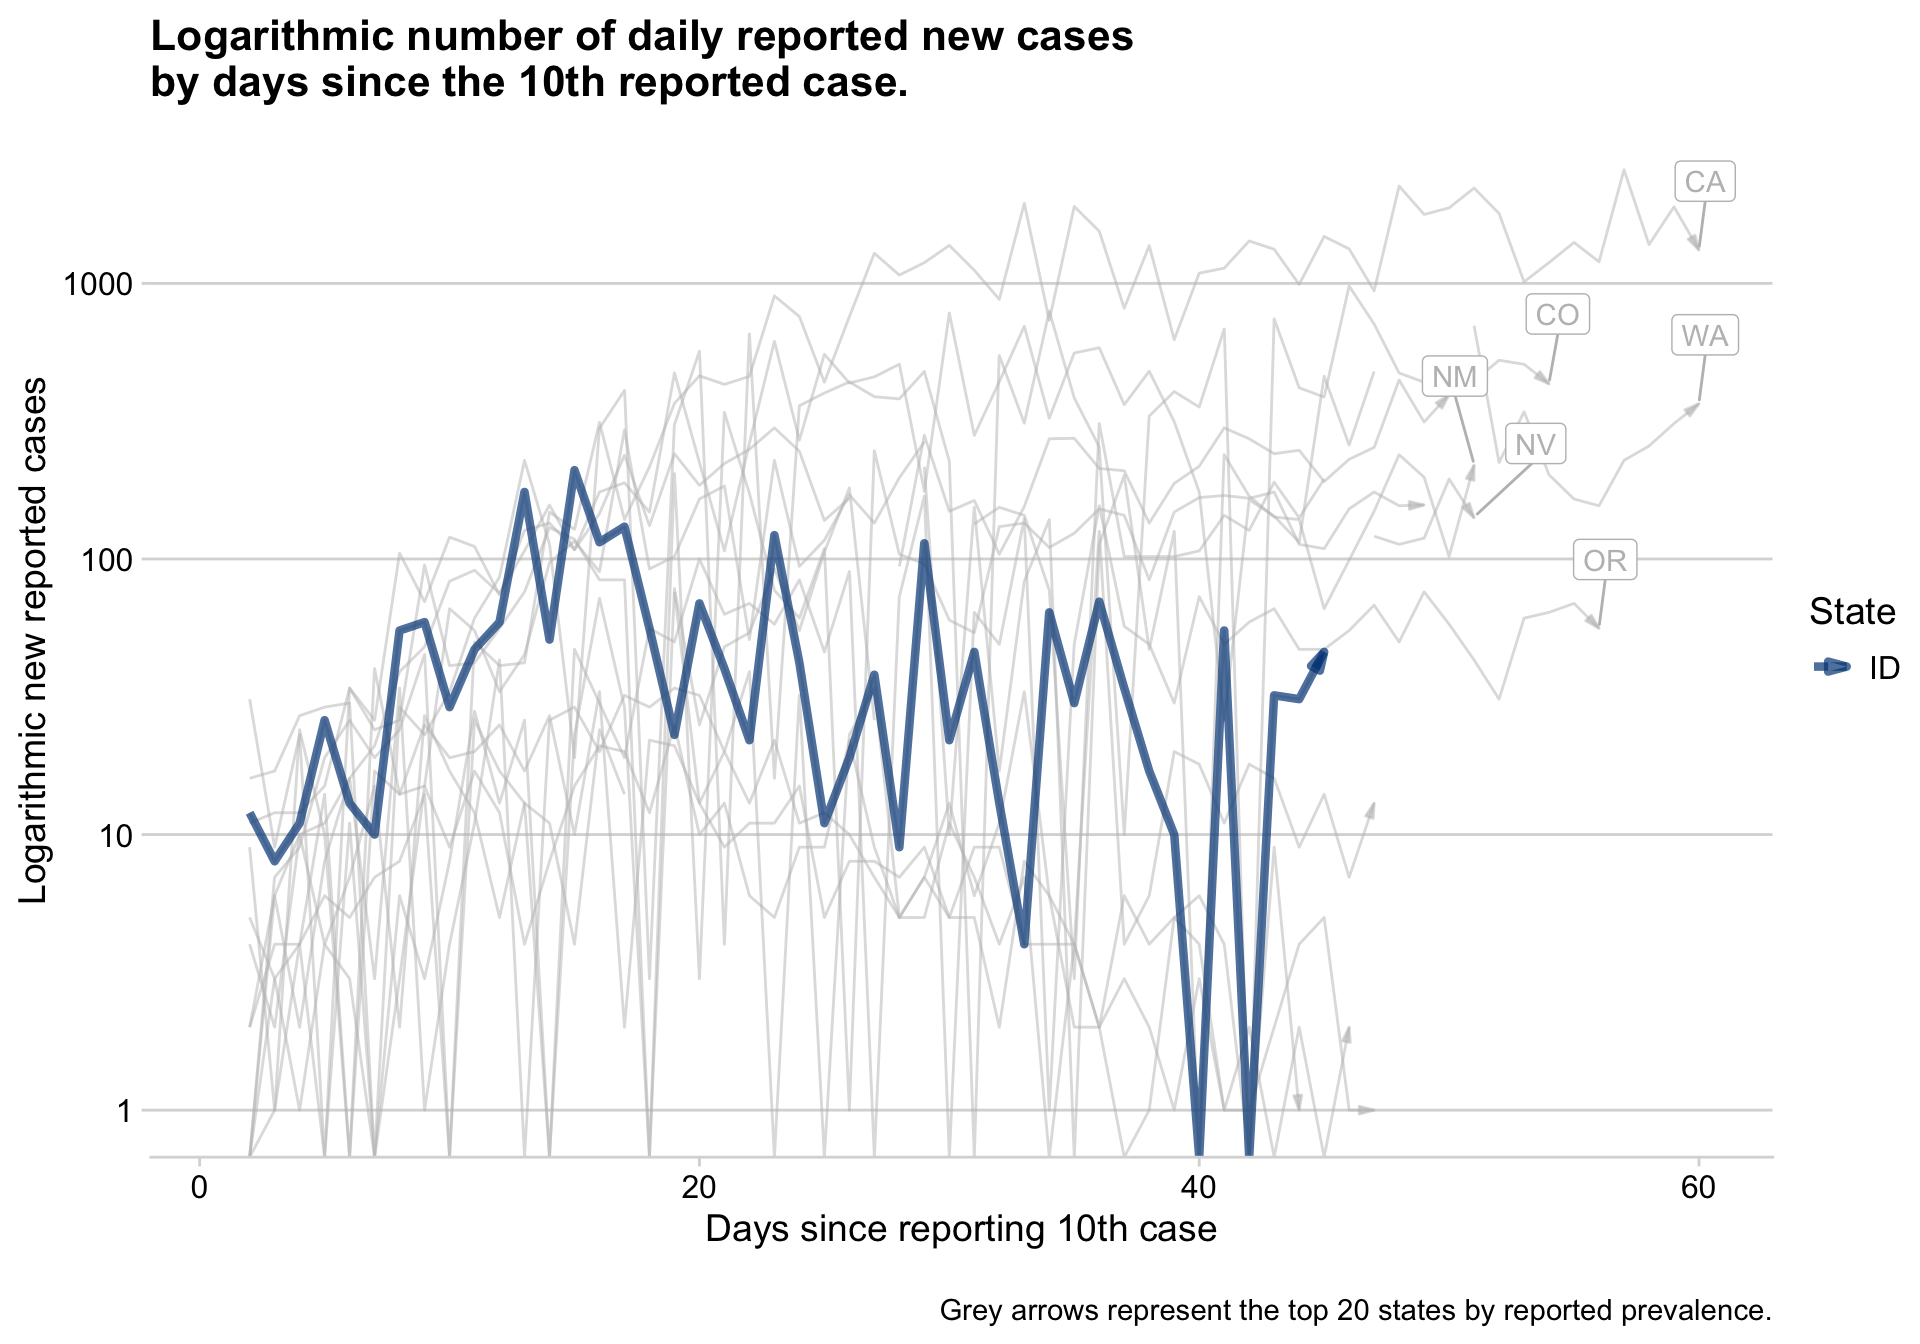 Logarithmic number of daily reported new cases
by days since the 10th reported case.
Logarithmic new reported cases
1000
100
10
1
CA
CO
WA
NM
NV
OR
State
ID
0
20
40
60
Days since reporting 10th case
Grey arrows represent the top 20 states by reported prevalence.